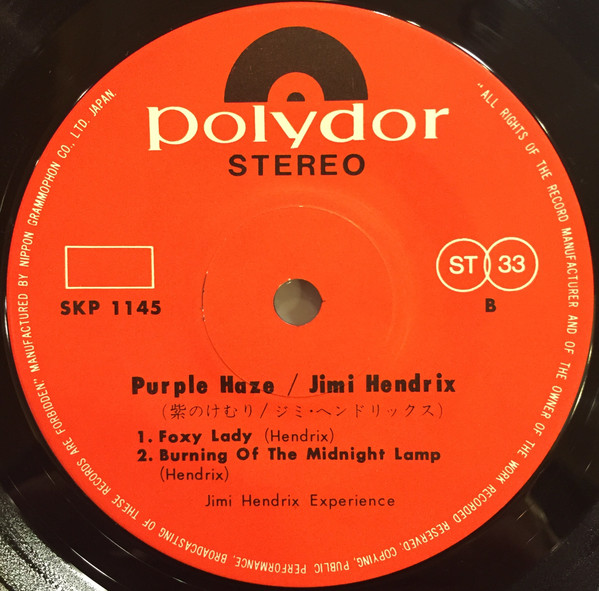 polydor
STEREO
ST 33
SKP 1145
B
Purple Haze / Jimi Hendrix
(紫のけむり/ジミ・ヘンドリックス)
1. Foxy Lady (Hendrix)
2. Burning Of The Midnight Lamp
(Hendrix)
Jimi Hendrix Experience
"ALL RIGHTS OF THE RECORD MANUFACTURER AND OF THE OWNER OF THE WORK RECORDED RESERVED. COPYING, PUBLIC PERFORMANCE, BROADCASTING OF THESE RECORDS ARE FORBIDDEN" MANUFACTURED BY NIPPON GRAMMOPHON CO., LTD. JAPAN.